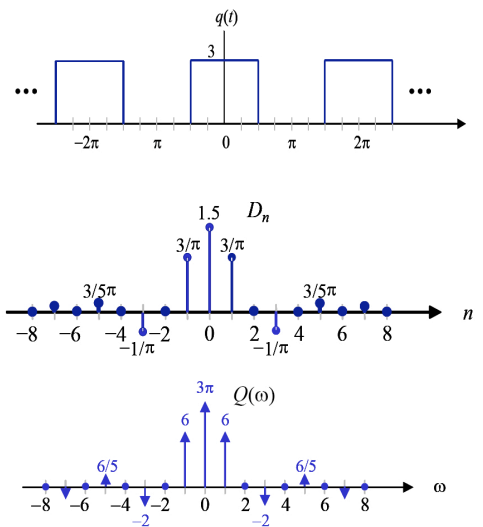 q(t)
3
••• •••
−2π π 0 π 2π
1.5 Dₙ
3/π 3/π
3/5π 3/5π
−8 −6 −4 −2 0 2 4 6 8 n
−1/π −1/π
3π Q(ω)
6 6
6/5 6/5
−8 −6 −4 −2 0 2 4 6 8 ω
−2 −2